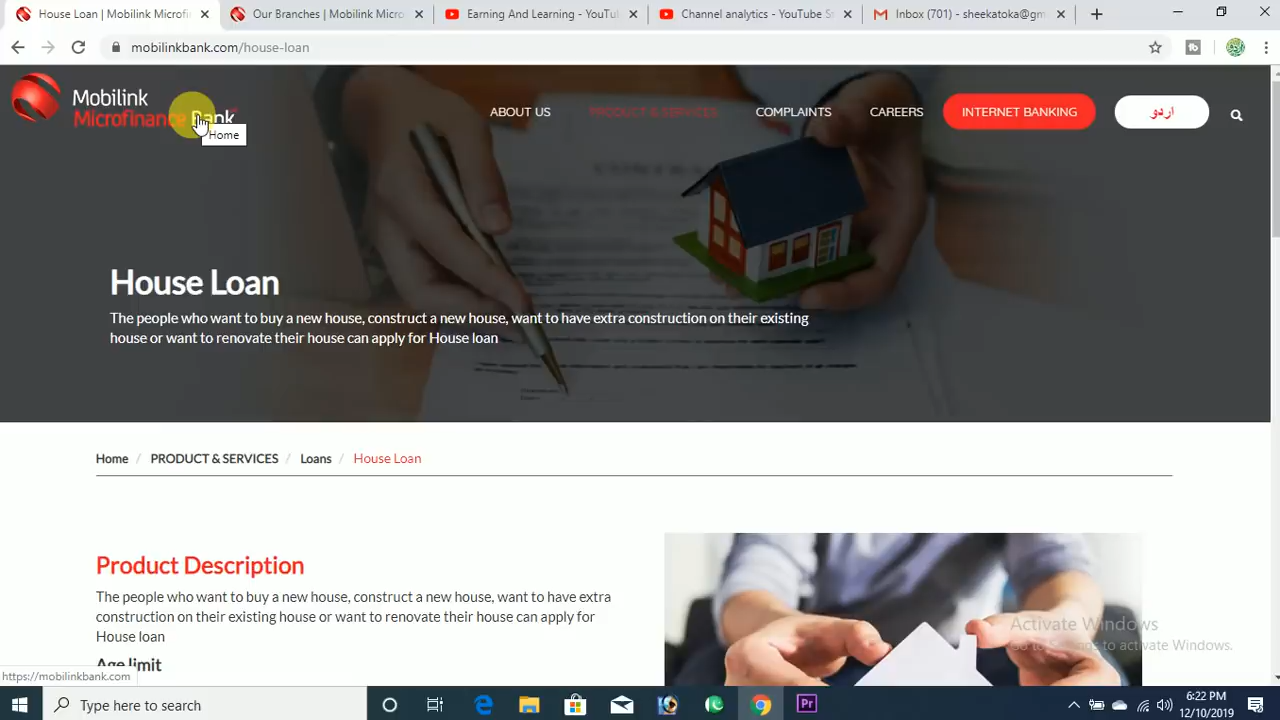 House Loan | Mobilink Microfin
Our Branches | Mobilink Micro
Earning And Learning - YouTu
Channel analytics - YouTube St
Inbox (701) - sheekatoka@gm
mobilinkbank.com/house-loan
Mobilink
Microfinance Bank
Home
ABOUT US
PRODUCT & SERVICES
COMPLAINTS
CAREERS
INTERNET BANKING
اردو
House Loan
The people who want to buy a new house, construct a new house, want to have extra construction on their existing
house or want to renovate their house can apply for House loan
Home / PRODUCT & SERVICES / Loans / House Loan
Product Description
The people who want to buy a new house, construct a new house, want to have extra
construction on their existing house or want to renovate their house can apply for
House loan
Age limit
Activate Windows
Go to Settings to activate Windows.
https://mobilinkbank.com
Type here to search
Pr
6:22 PM
12/10/2019